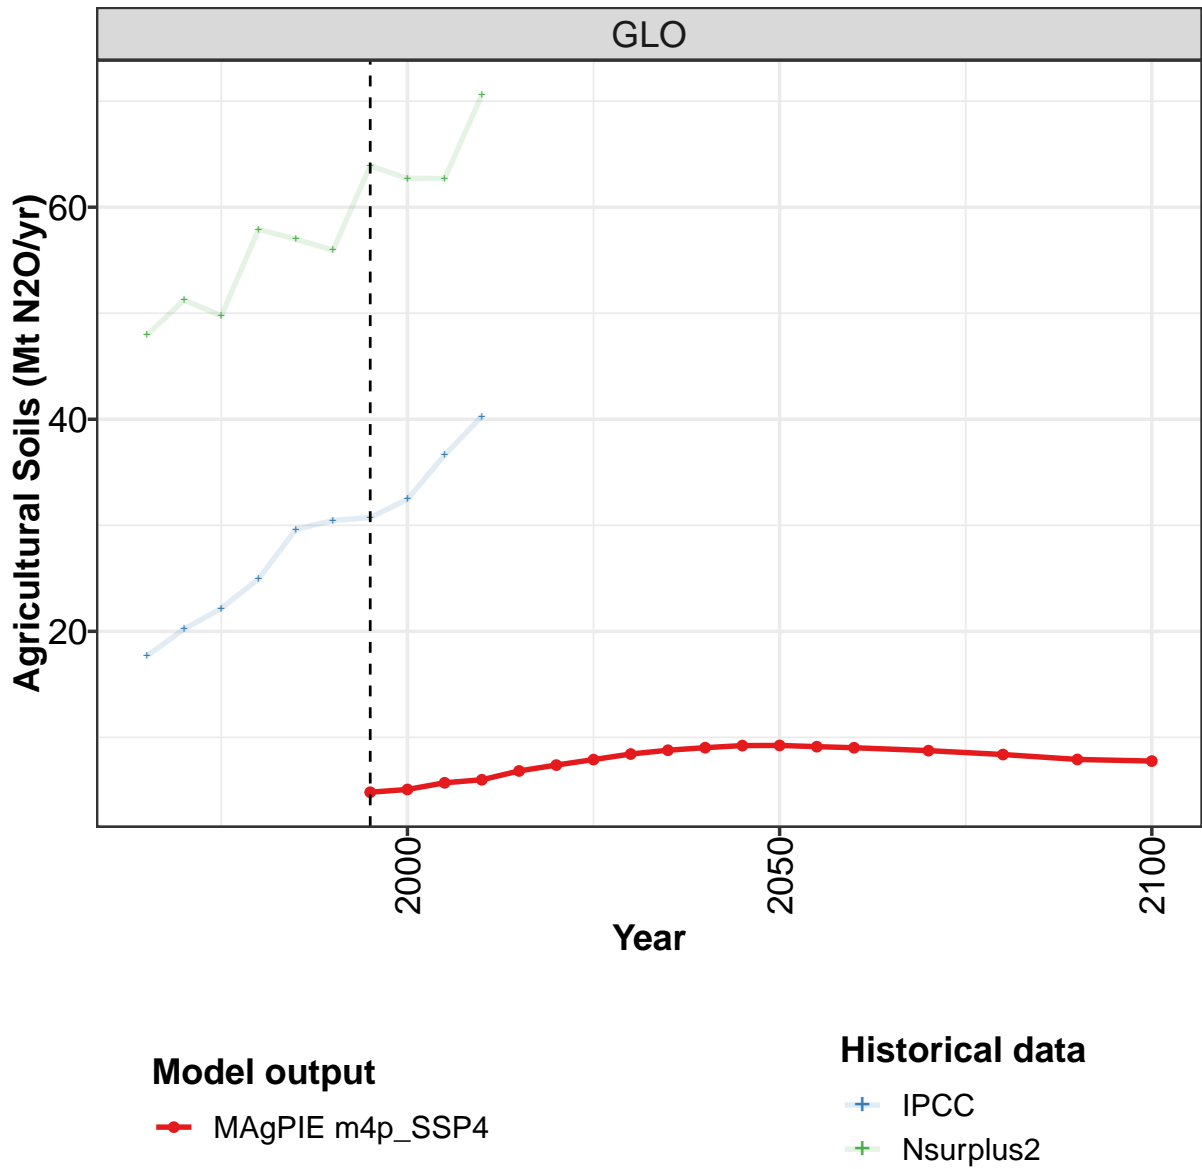 GLO
Agricultural Soils (Mt N2O/yr)
60
40
20
2000
2050
2100
Year
Model output
MAgPIE m4p_SSP4
Historical data
IPCC
Nsurplus2